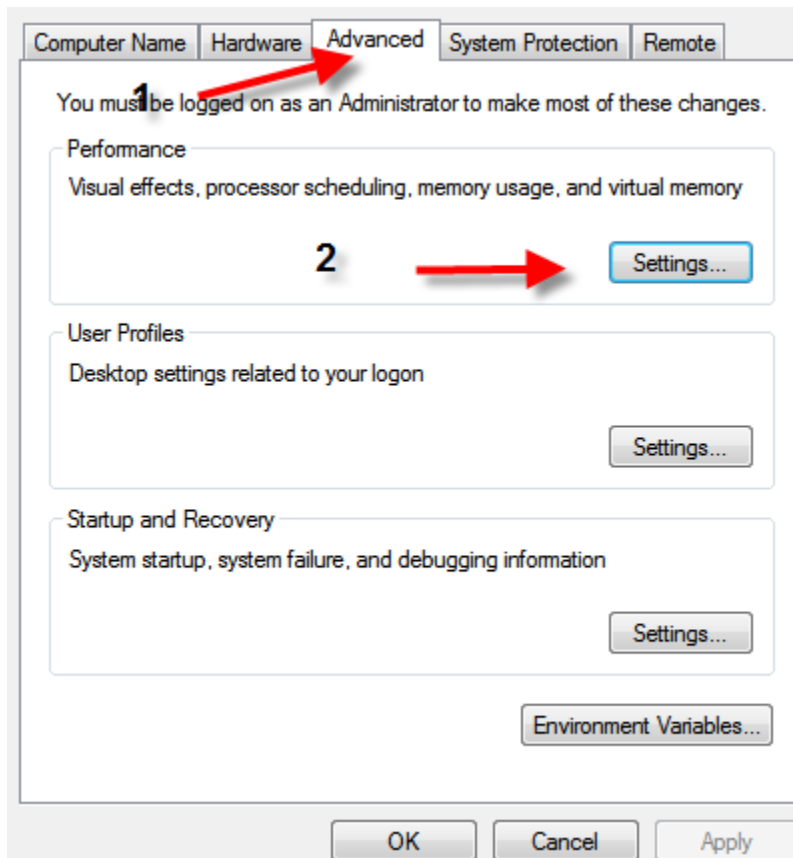 Computer Name Hardware Advanced System Protection Remote
1
You must be logged on as an Administrator to make most of these changes.
Performance
Visual effects, processor scheduling, memory usage, and virtual memory
2
Settings...
User Profiles
Desktop settings related to your logon
Settings...
Startup and Recovery
System startup, system failure, and debugging information
Settings...
Environment Variables...
OK Cancel Apply